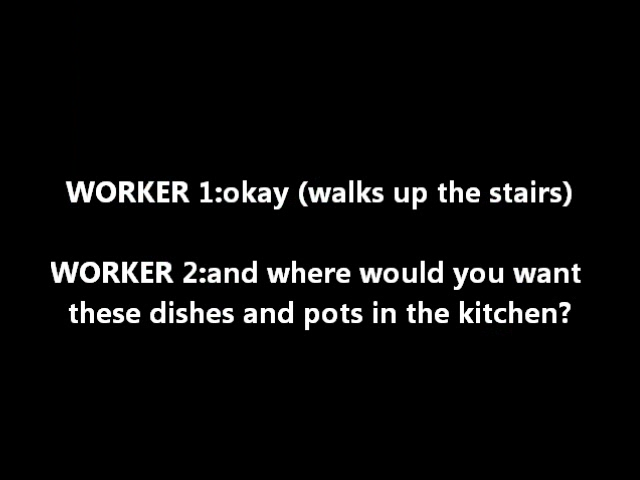 WORKER 1:okay (walks up the stairs)
WORKER 2:and where would you want
these dishes and pots in the kitchen?